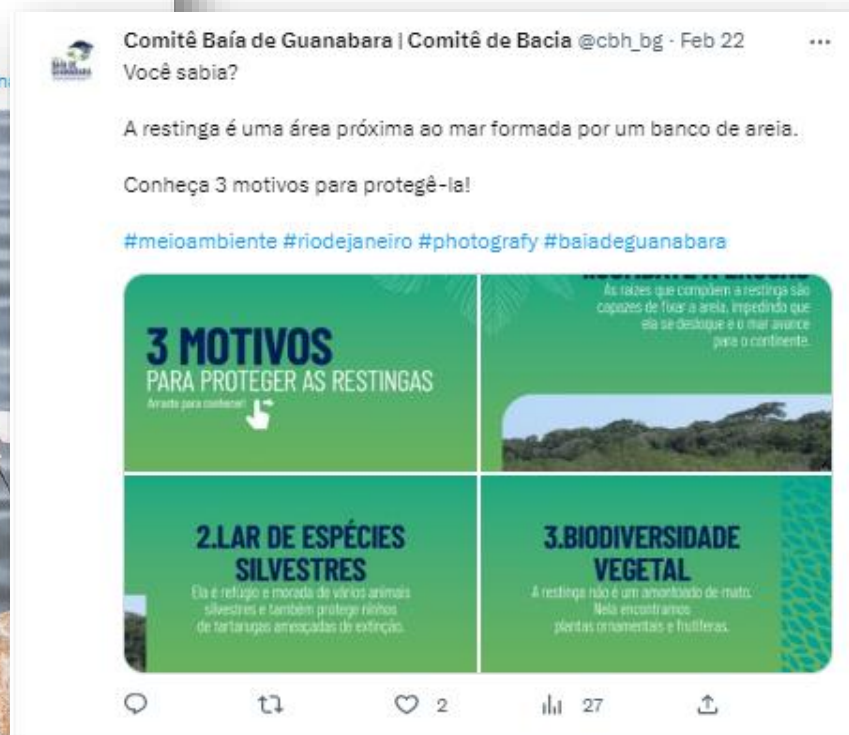 Comitê Baía de Guanabara | Comitê de Bacia @cbh_bg · Feb 22
Você sabia?
A restinga é uma área próxima ao mar formada por um banco de areia.
Conheça 3 motivos para protegê-la!
#meioambiente #riodejaneiro #photografy #baiadeguanabara
3 MOTIVOS
PARA PROTEGER AS RESTINGAS
Arraste para conhecer!
As raízes que compõem a restinga são
capazes de fixar a areia, impedindo que
ela se desloque e o mar avance
para o continente.
2.LAR DE ESPÉCIES
SILVESTRES
Ela é refúgio e morada de vários animais
silvestres e também protege ninhos
de tartarugas ameaçadas de extinção.
3.BIODIVERSIDADE
VEGETAL
A restinga não é um amontoado de mato.
Nela encontramos
plantas ornamentais e frutíferas.
2
27